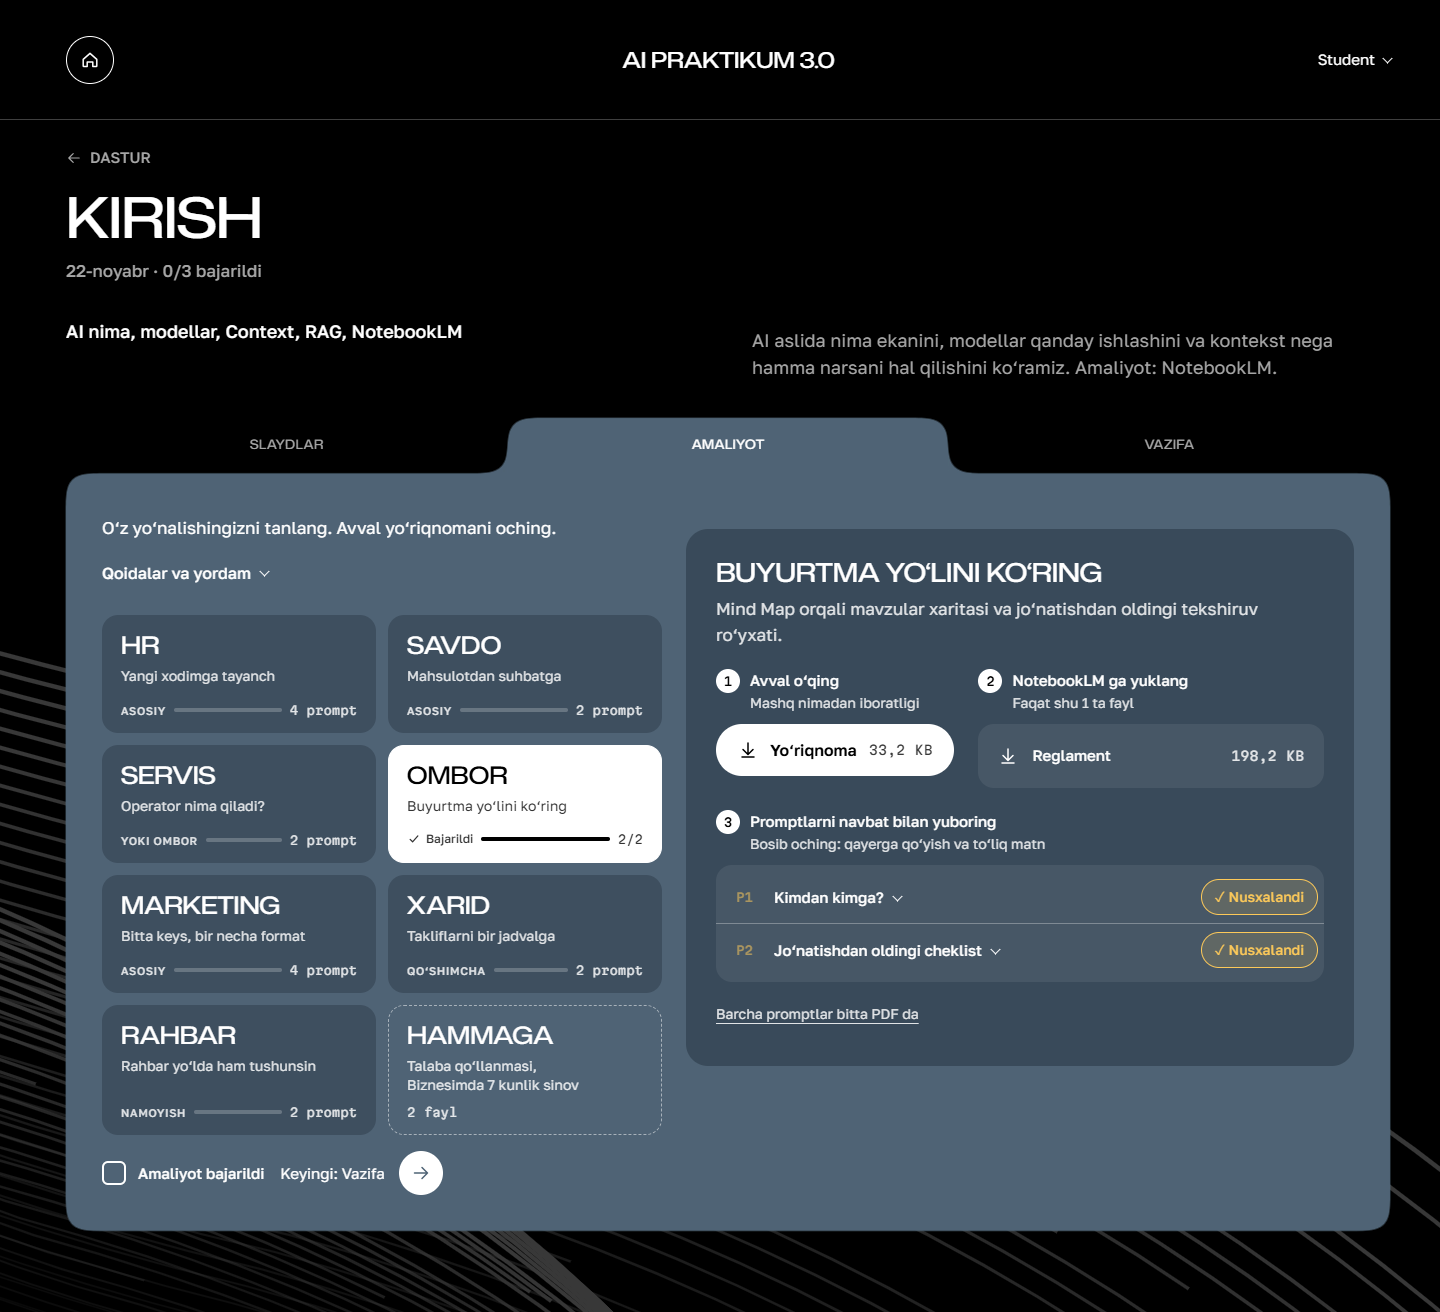 AI PRAKTIKUM 3.0
Student
← DASTUR
KIRISH
22-noyabr · 0/3 bajarildi
AI nima, modellar, Context, RAG, NotebookLM
AI aslida nima ekanini, modellar qanday ishlashini va kontekst nega
hamma narsani hal qilishini ko‘ramiz. Amaliyot: NotebookLM.
SLAYDLAR
AMALIYOT
VAZIFA
O‘z yo‘nalishingizni tanlang. Avval yo‘riqnomani oching.
Qoidalar va yordam
HR
Yangi xodimga tayanch
ASOSIY 4 prompt
SAVDO
Mahsulotdan suhbatga
ASOSIY 2 prompt
SERVIS
Operator nima qiladi?
YOKI OMBOR 2 prompt
OMBOR
Buyurtma yo‘lini ko‘ring
✓ Bajarildi 2/2
MARKETING
Bitta keys, bir necha format
ASOSIY 4 prompt
XARID
Takliflarni bir jadvalga
QO‘SHIMCHA 2 prompt
RAHBAR
Rahbar yo‘lda ham tushunsin
NAMOYISH 2 prompt
HAMMAGA
Talaba qo‘llanmasi,
Biznesimda 7 kunlik sinov
2 fayl
Amaliyot bajarildi
Keyingi: Vazifa →
BUYURTMA YO‘LINI KO‘RING
Mind Map orqali mavzular xaritasi va jo‘natishdan oldingi tekshiruv
ro‘yxati.
1 Avval o‘qing
Mashq nimadan iboratligi
Yo‘riqnoma 33,2 KB
2 NotebookLM ga yuklang
Faqat shu 1 ta fayl
Reglament 198,2 KB
3 Promptlarni navbat bilan yuboring
Bosib oching: qayerga qo‘yish va to‘liq matn
P1 Kimdan kimga? ✓ Nusxalandi
P2 Jo‘natishdan oldingi cheklist ✓ Nusxalandi
Barcha promptlar bitta PDF da